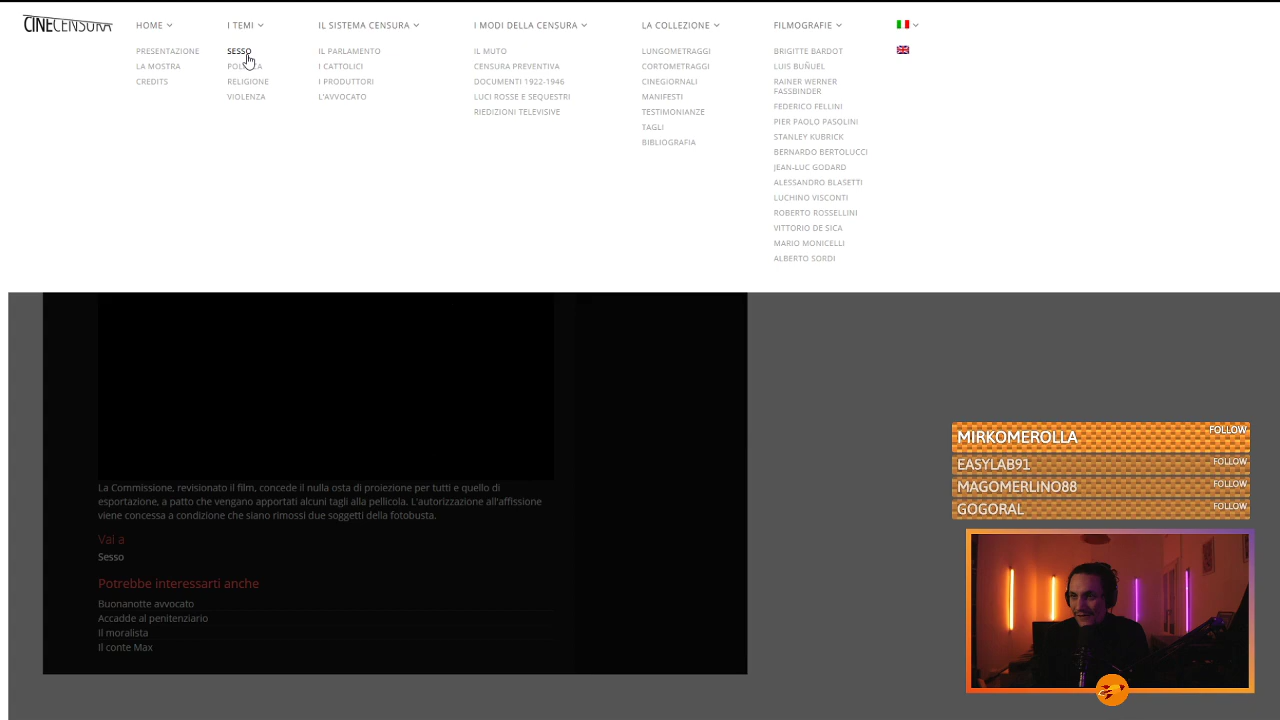 CINECENSURA
HOME
PRESENTAZIONE
LA MOSTRA
CREDITS
I TEMI
SESSO
RELIGIONE
VIOLENZA
IL SISTEMA CENSURA
IL PARLAMENTO
I CATTOLICI
I PRODUTTORI
L'AVVOCATO
I MODI DELLA CENSURA
IL MUTO
CENSURA PREVENTIVA
DOCUMENTI 1922-1946
LUCI ROSSE E SEQUESTRI
RIEDIZIONI TELEVISIVE
LA COLLEZIONE
LUNGOMETRAGGI
CORTOMETRAGGI
CINEGIORNALI
MANIFESTI
TESTIMONIANZE
TAGLI
BIBLIOGRAFIA
FILMOGRAFIE
BRIGITTE BARDOT
LUIS BUÑUEL
RAINER WERNER
FASSBINDER
FEDERICO FELLINI
PIER PAOLO PASOLINI
STANLEY KUBRICK
BERNARDO BERTOLUCCI
JEAN-LUC GODARD
ALESSANDRO BLASETTI
LUCHINO VISCONTI
ROBERTO ROSSELLINI
VITTORIO DE SICA
MARIO MONICELLI
ALBERTO SORDI
La Commissione, revisionato il film, concede il nulla osta di proiezione per tutti e quello di
esportazione, a patto che vengano apportati alcuni tagli alla pellicola. L'autorizzazione all'affissione
viene concessa a condizione che siano rimossi due soggetti della fotobusta.
Vai a
Sesso
Potrebbe interessarti anche
Buonanotte avvocato
Accadde al penitenziario
Il moralista
Il conte Max
MIRKOMEROLLA FOLLOW
EASYLAB91 FOLLOW
MAGOMERLINO88 FOLLOW
GOGORAL FOLLOW